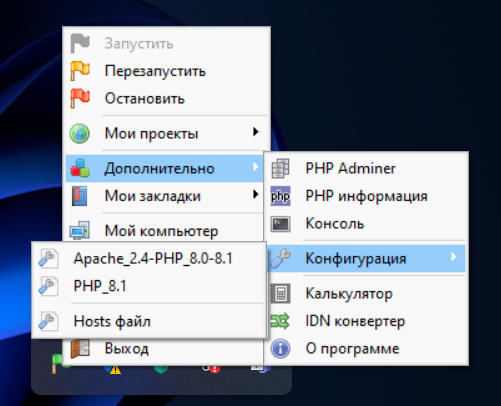 Запустить
Перезапустить
Остановить
Мои проекты
Дополнительно
Мои закладки
Мой компьютер
Выход
PHP Adminer
php
PHP информация
Консоль
Конфигурация
Калькулятор
IDN конвертер
О программе
Apache_2.4-PHP_8.0-8.1
PHP_8.1
Hosts файл